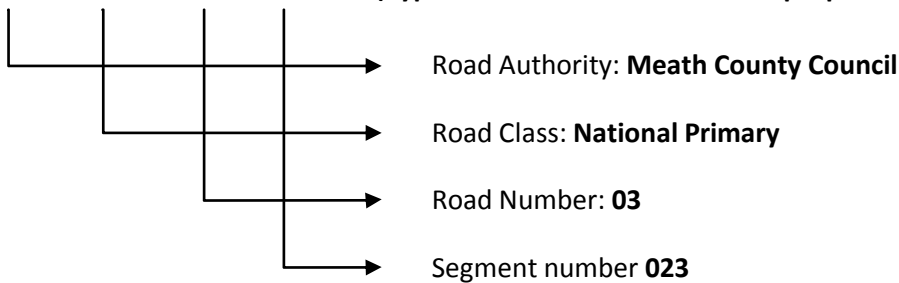 Road Authority: Meath County Council
Road Class: National Primary
Road Number: 03
Segment number 023